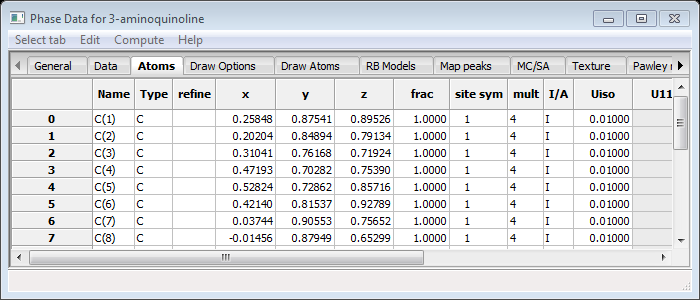 Phase Data for 3-aminoquinoline
Select tab Edit Compute Help
General Data Atoms Draw Options Draw Atoms RB Models Map peaks MC/SA Texture Pawley r
Name Type refine x y z frac site sym mult I/A Uiso U11
0 C(1) C 0.25848 0.87541 0.89526 1.0000 1 4 I 0.01000
1 C(2) C 0.20204 0.84894 0.79134 1.0000 1 4 I 0.01000
2 C(3) C 0.31041 0.76168 0.71924 1.0000 1 4 I 0.01000
3 C(4) C 0.47193 0.70282 0.75390 1.0000 1 4 I 0.01000
4 C(5) C 0.52824 0.72862 0.85716 1.0000 1 4 I 0.01000
5 C(6) C 0.42140 0.81537 0.92789 1.0000 1 4 I 0.01000
6 C(7) C 0.03744 0.90553 0.75652 1.0000 1 4 I 0.01000
7 C(8) C -0.01456 0.87949 0.65299 1.0000 1 4 I 0.01000